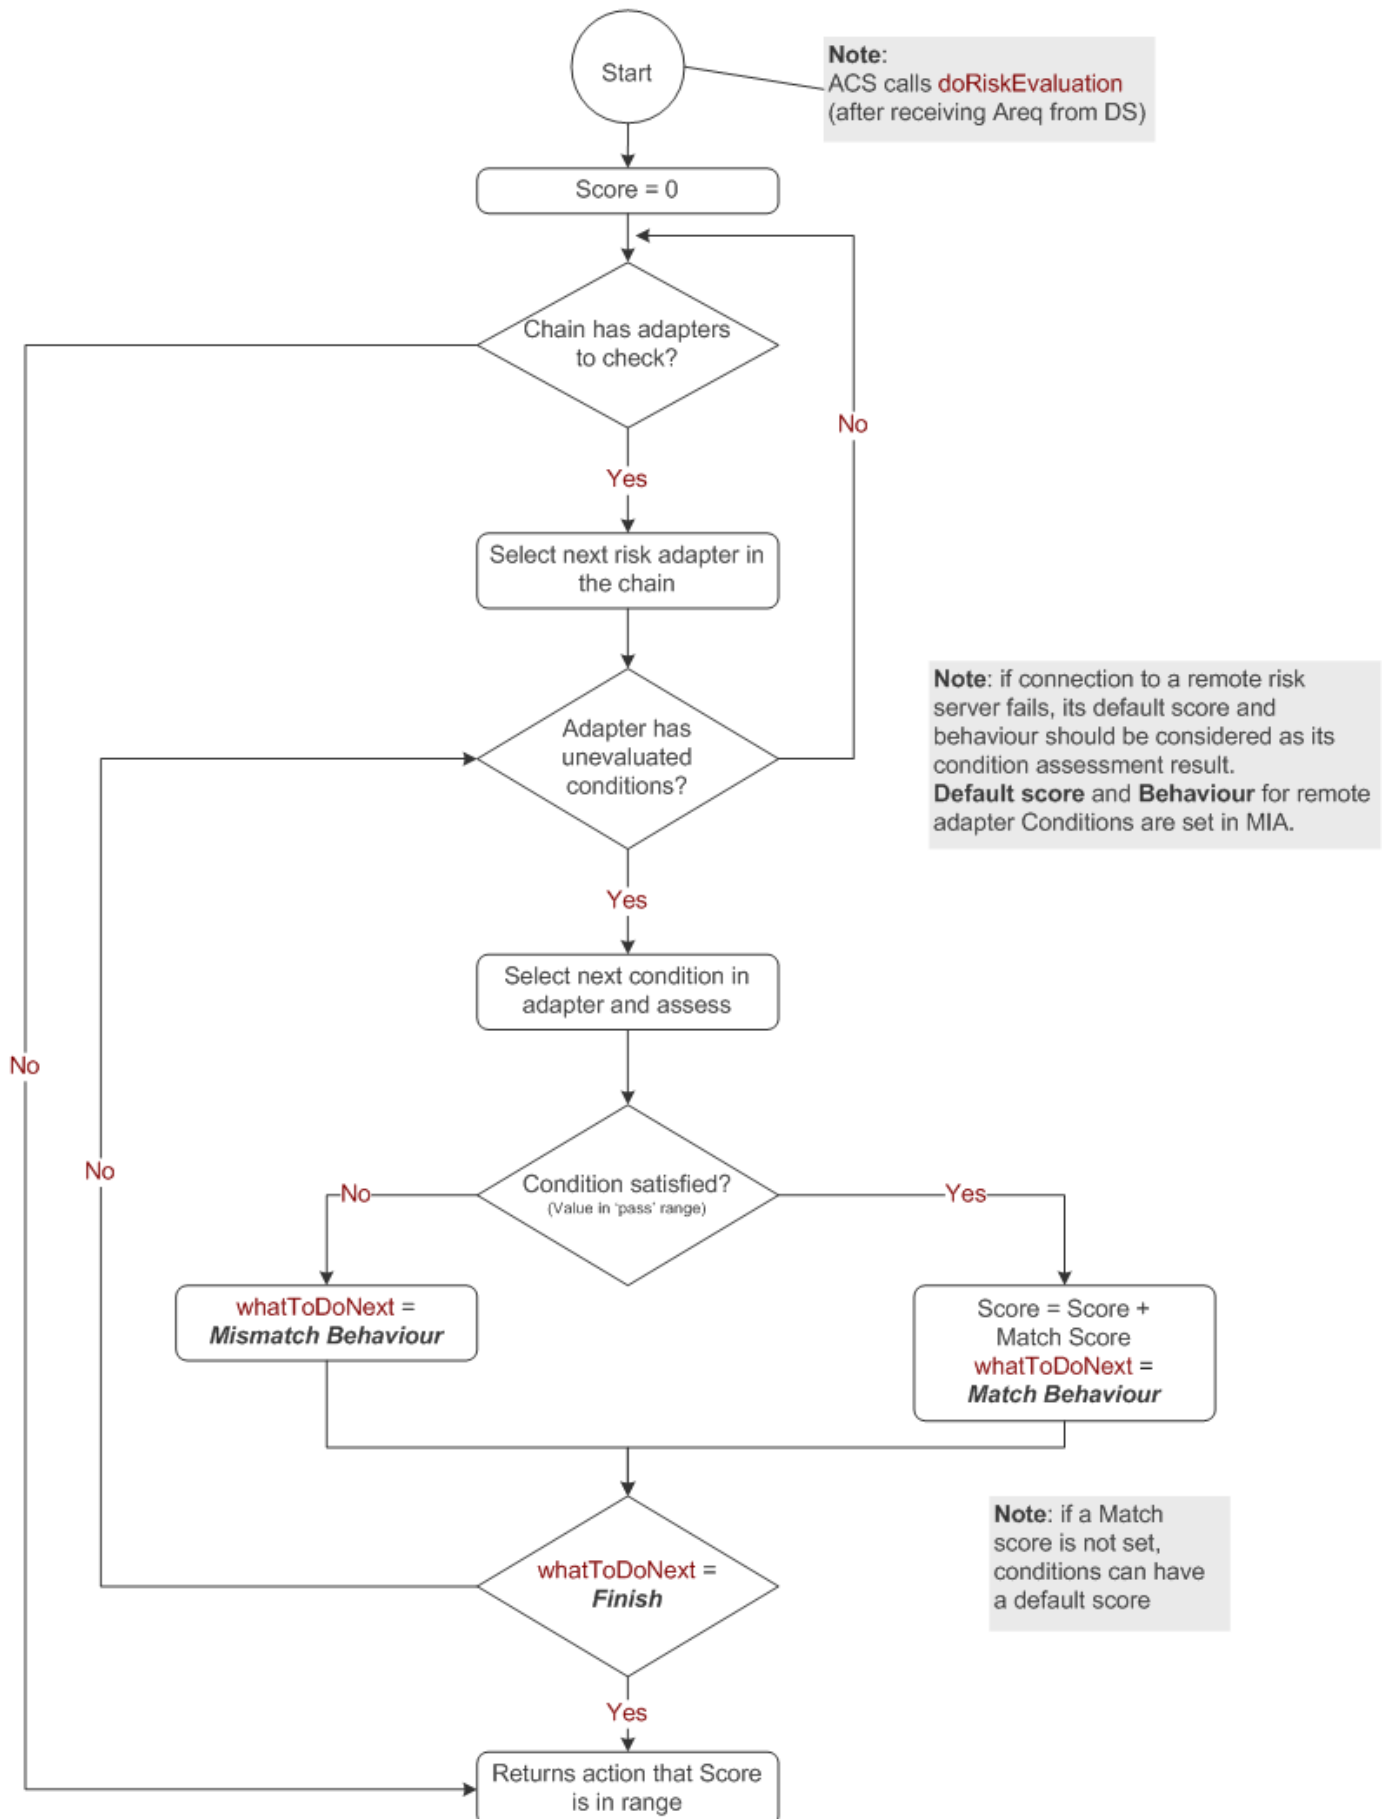 Start
Note:
ACS calls doRiskEvaluation
(after receiving Areq from DS)
Score = 0
Chain has adapters
to check?
No
Yes
Select next risk adapter in
the chain
Note: if connection to a remote risk
server fails, its default score and
behaviour should be considered as its
condition assessment result.
Default score and Behaviour for remote
adapter Conditions are set in MIA.
Adapter has
unevaluated
conditions?
Yes
Select next condition in
adapter and assess
No
No
Condition satisfied?
(Value in 'pass' range)
No
Yes
whatToDoNext =
Mismatch Behaviour
Score = Score +
Match Score
whatToDoNext =
Match Behaviour
Note: if a Match
score is not set,
conditions can have
a default score
whatToDoNext =
Finish
Yes
Returns action that Score
is in range